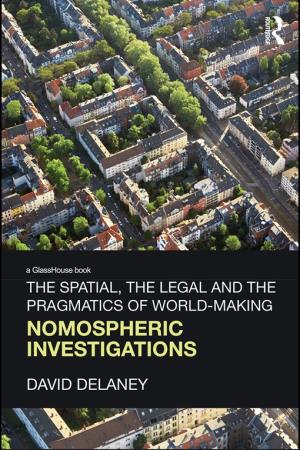 a GlassHouse book
THE SPATIAL, THE LEGAL AND THE
PRAGMATICS OF WORLD-MAKING
NOMOSPHERIC
INVESTIGATIONS
DAVID DELANEY